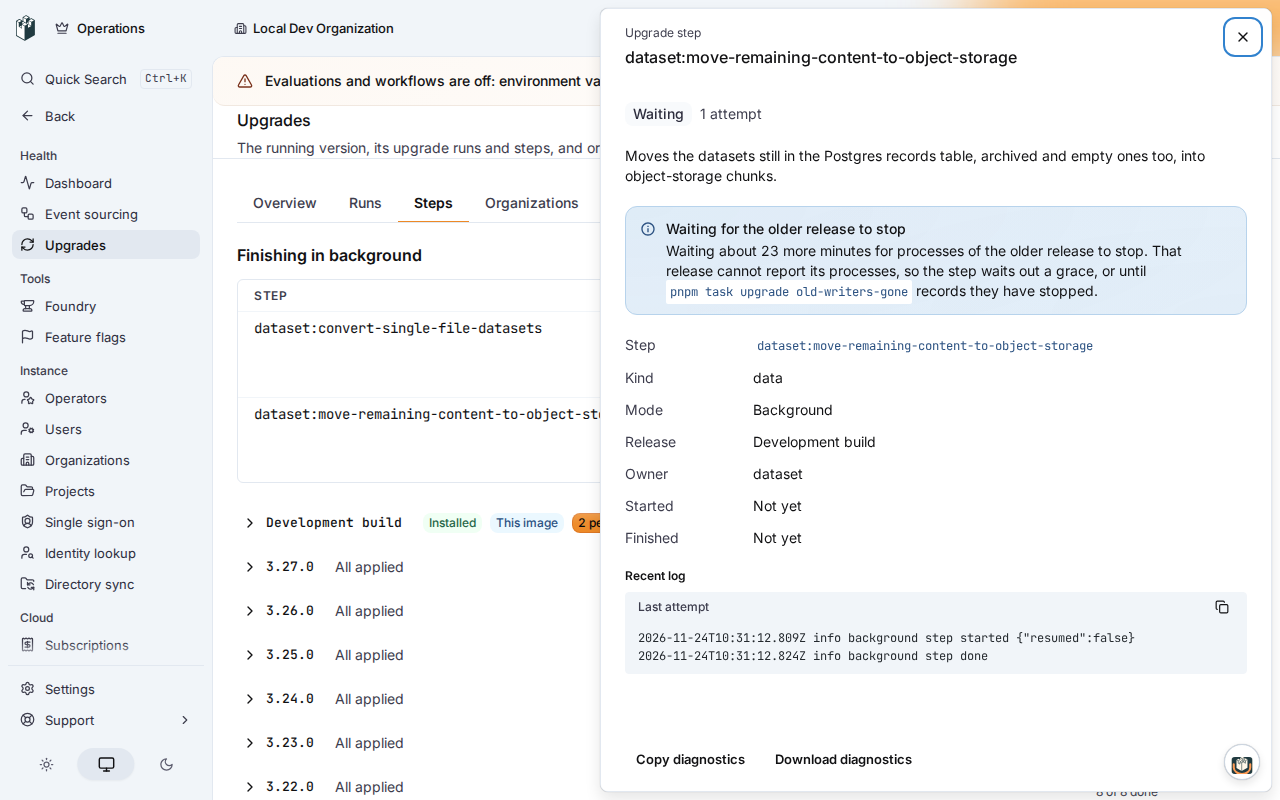 Operations
Local Dev Organization
Quick Search Ctrl+K
Back
Health
Dashboard
Event sourcing
Upgrades
Tools
Foundry
Feature flags
Instance
Operators
Users
Organizations
Projects
Single sign-on
Identity lookup
Directory sync
Cloud
Subscriptions
Settings
Support
Evaluations and workflows are off: environment va
Upgrades
The running version, its upgrade runs and steps, and or
Overview Runs Steps Organizations
Finishing in background
STEP
dataset:convert-single-file-datasets
dataset:move-remaining-content-to-object-sto
Development build Installed This image 2 pe
3.27.0 All applied
3.26.0 All applied
3.25.0 All applied
3.24.0 All applied
3.23.0 All applied
3.22.0 All applied
8 of 8 done
Upgrade step
dataset:move-remaining-content-to-object-storage
Waiting 1 attempt
Moves the datasets still in the Postgres records table, archived and empty ones too, into
object-storage chunks.
Waiting for the older release to stop
Waiting about 23 more minutes for processes of the older release to stop. That
release cannot report its processes, so the step waits out a grace, or until
pnpm task upgrade old-writers-gone records they have stopped.
Step dataset:move-remaining-content-to-object-storage
Kind data
Mode Background
Release Development build
Owner dataset
Started Not yet
Finished Not yet
Recent log
Last attempt
2026-11-24T10:31:12.809Z info background step started {"resumed":false}
2026-11-24T10:31:12.824Z info background step done
Copy diagnostics Download diagnostics